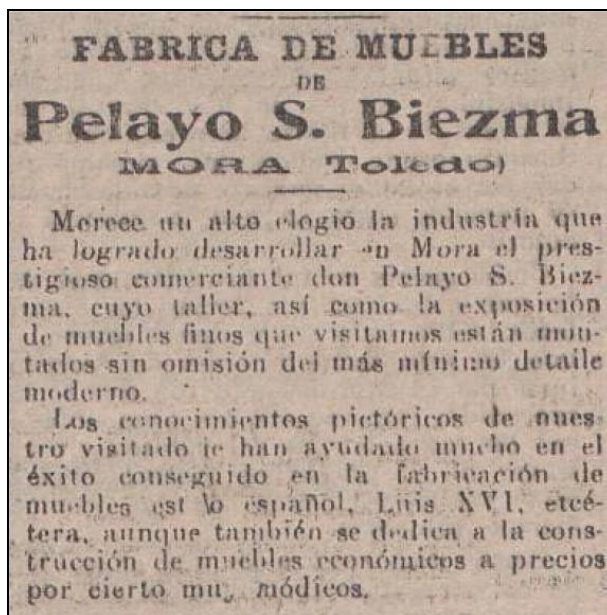 FABRICA DE MUEBLES
DE
Pelayo S. Biezma
MORA Toledo)
Merece un alto elogio la industria que
ha logrado desarrollar en Mora el pres-
tigioso comerciante don Pelayo S. Biez-
ma, cuyo taller, así como la exposición
de muebles finos que visitamos están mon-
tados sin omisión del más mínimo detalle
moderno.
Los conocimientos pictóricos de nues-
tro visitado le han ayudado mucho en el
éxito conseguido en la fabricación de
muebles est lo español, Luis XVI, etcé-
tera, aunque también se dedica a la cons-
trucción de muebles económicos a precios
por cierto mu, módicos.